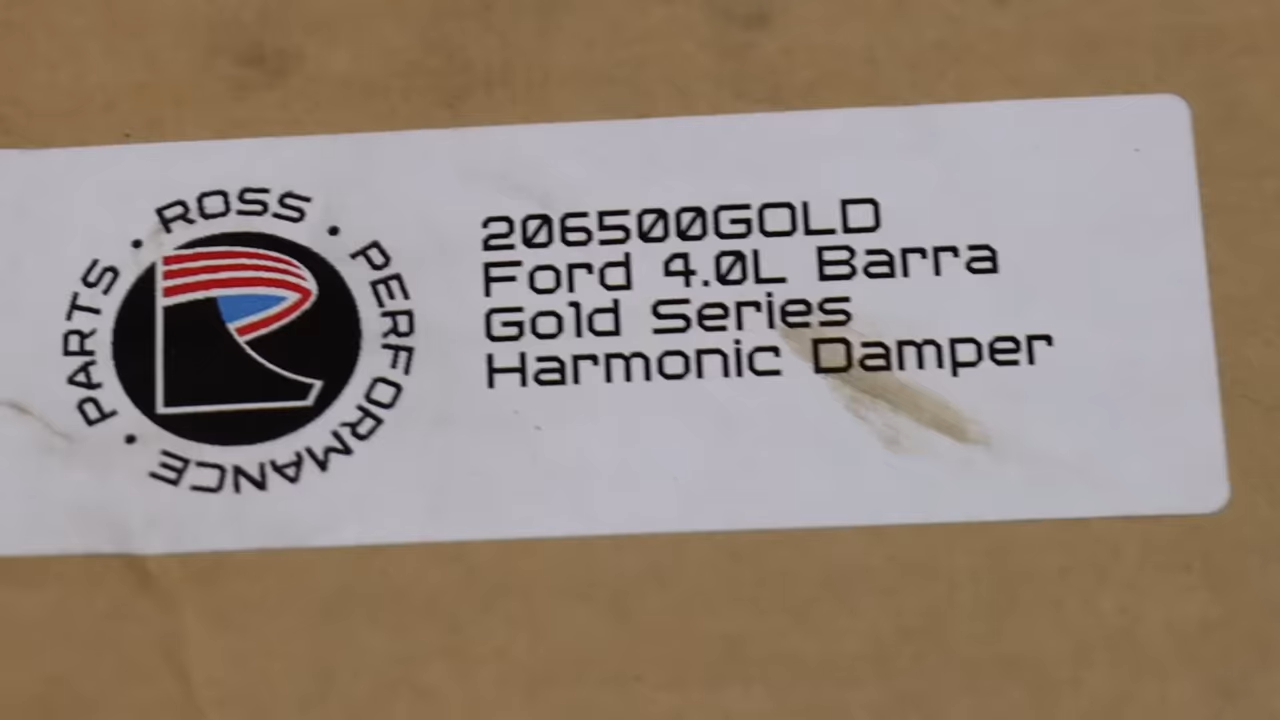 ROSS · PERFORMANCE · PARTS ·
206500GOLD
Ford 4.0L Barra
Gold Series
Harmonic Damper